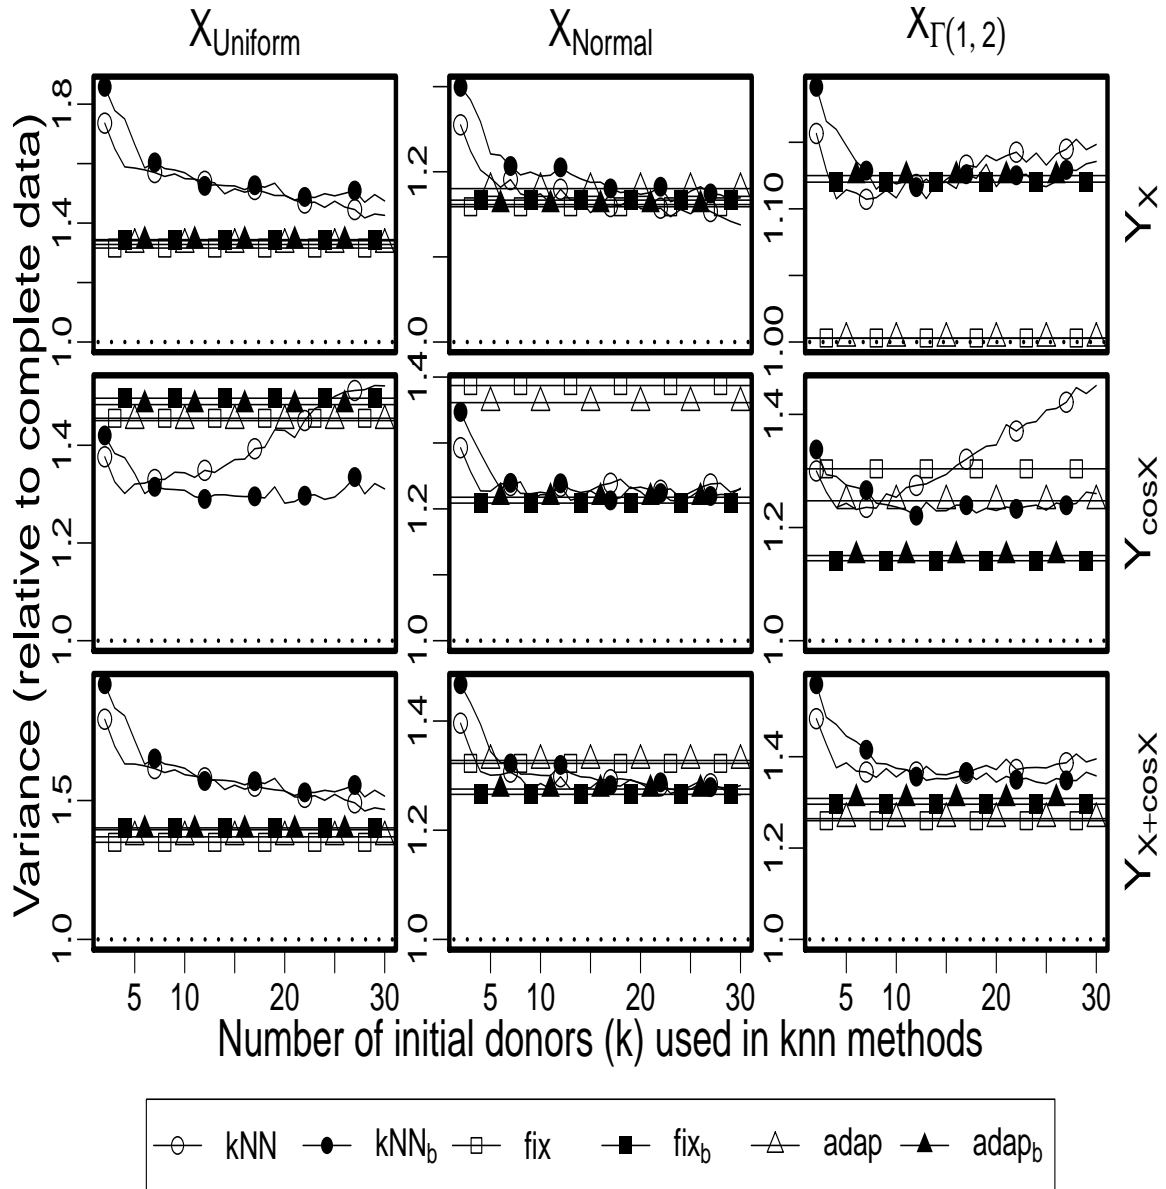 X_Uniform X_Normal X_Γ(1, 2)
Variance (relative to complete data)
1.0 1.4 1.8
1.0 1.2
1.00 1.10
Y_X
1.0 1.2 1.4
1.0 1.2 1.4
1.0 1.2 1.4
Y_cosX
1.0 1.5
1.0 1.2 1.4
1.0 1.2 1.4
Y_X+cosX
5 10 20 30 5 10 20 30 5 10 20 30
Number of initial donors (k) used in knn methods
kNN kNN_b fix fix_b adap adap_b